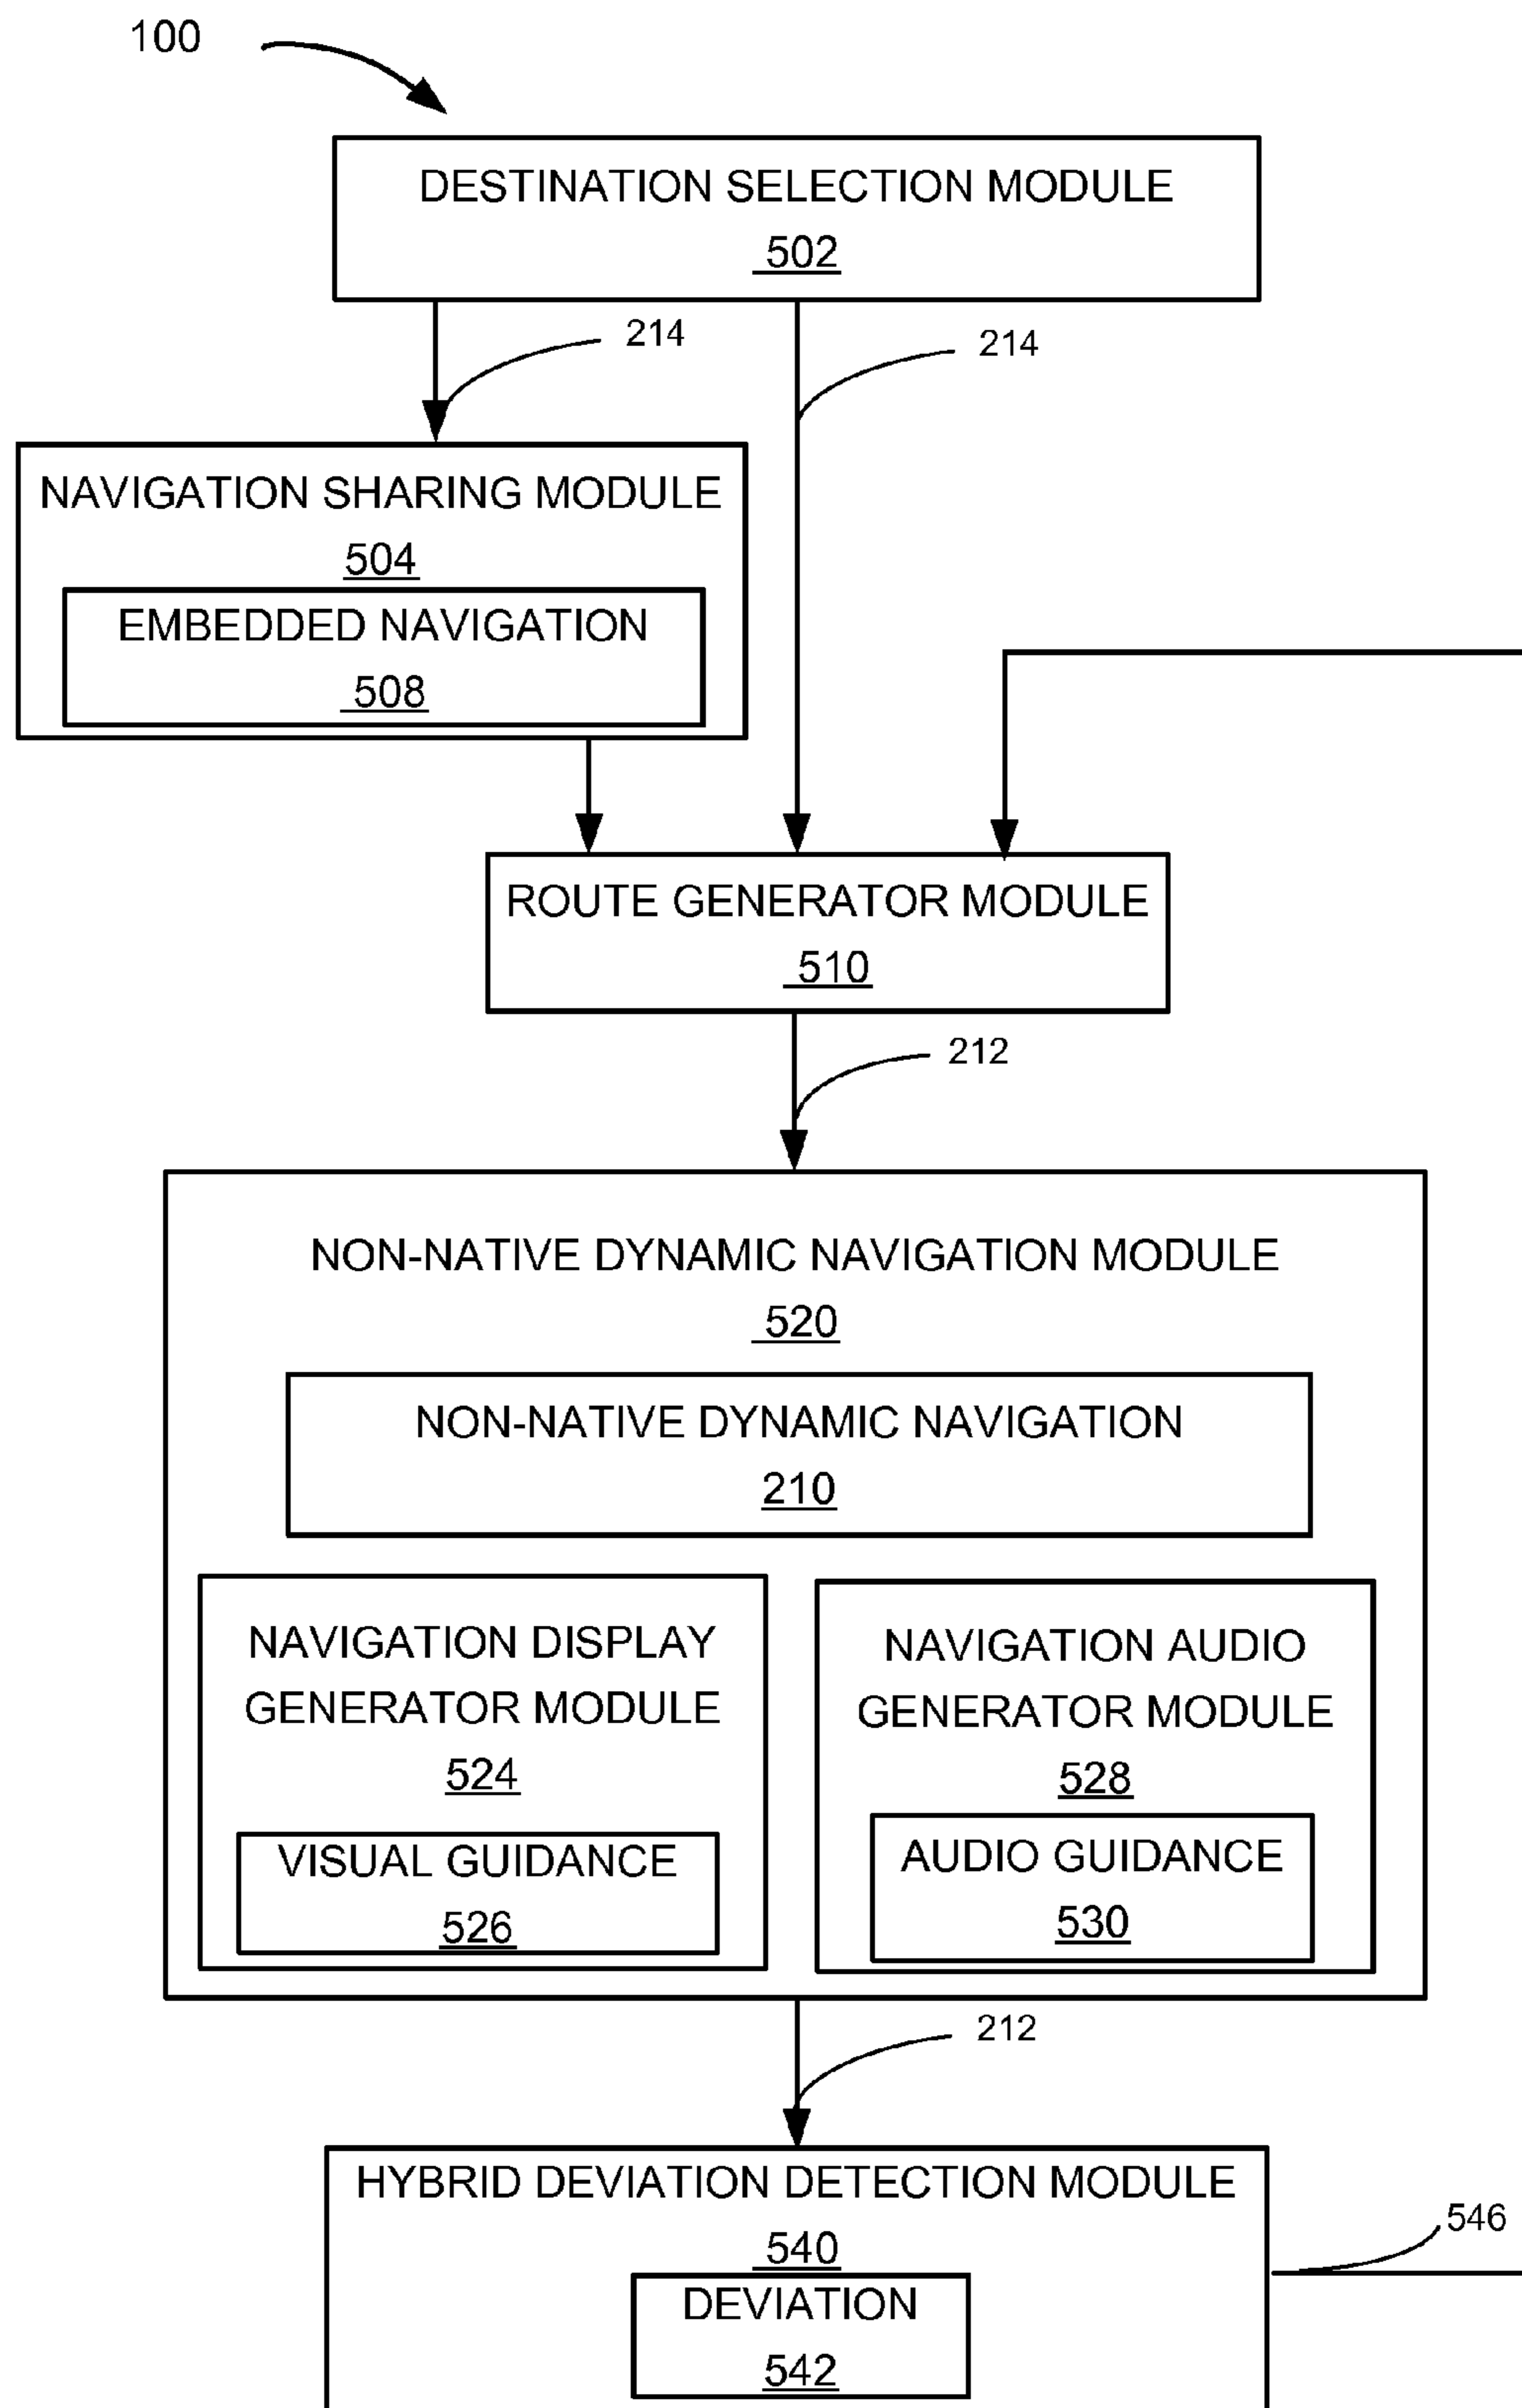 100
DESTINATION SELECTION MODULE
502
214
214
NAVIGATION SHARING MODULE
504
EMBEDDED NAVIGATION
508
ROUTE GENERATOR MODULE
510
212
NON-NATIVE DYNAMIC NAVIGATION MODULE
520
NON-NATIVE DYNAMIC NAVIGATION
210
NAVIGATION DISPLAY
GENERATOR MODULE
524
VISUAL GUIDANCE
526
NAVIGATION AUDIO
GENERATOR MODULE
528
AUDIO GUIDANCE
530
212
HYBRID DEVIATION DETECTION MODULE
540
546
DEVIATION
542